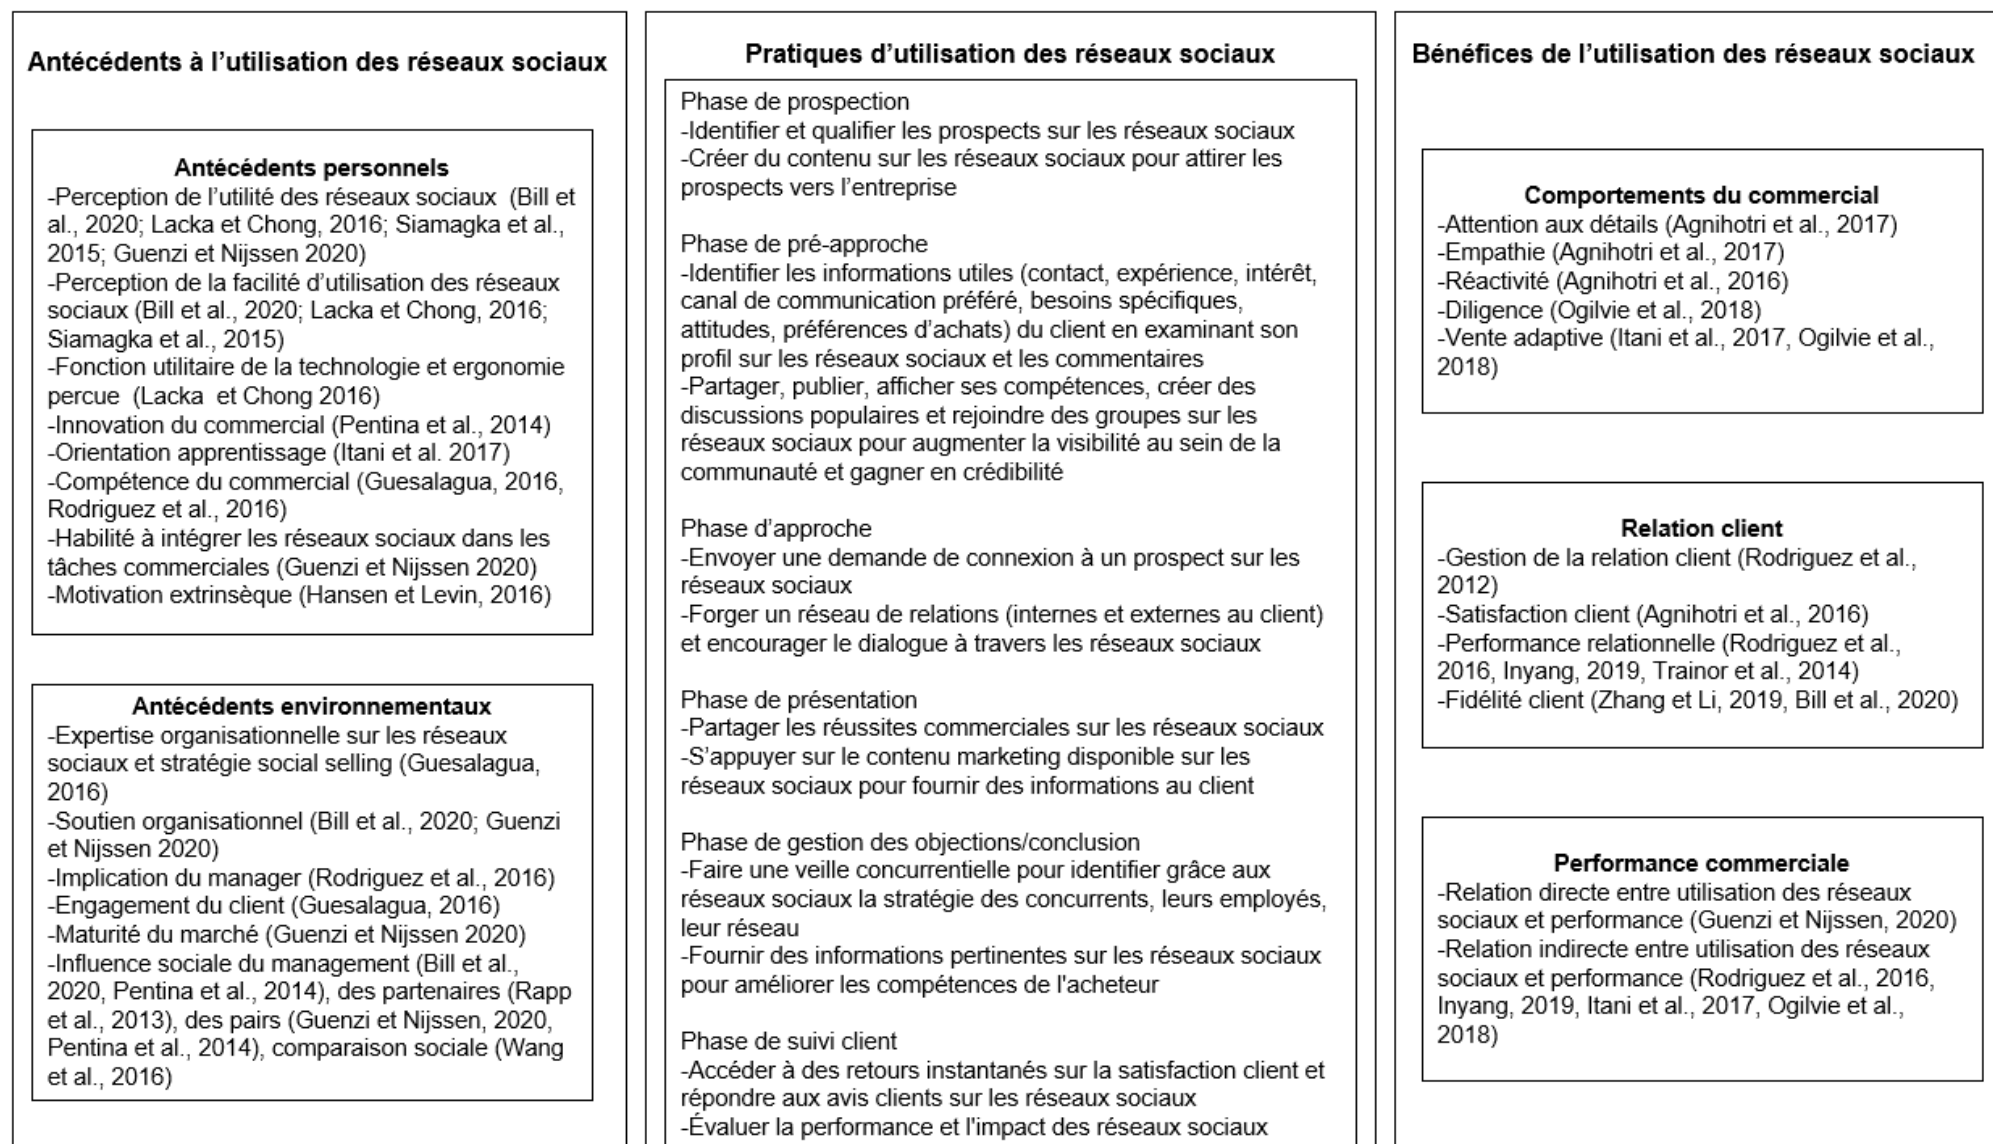 Antécédents à l’utilisation des réseaux sociaux
Antécédents personnels
-Perception de l’utilité des réseaux sociaux (Bill et
al., 2020; Lacka et Chong, 2016; Siamagka et al.,
2015; Guenzi et Nijssen 2020)
-Perception de la facilité d’utilisation des réseaux
sociaux (Bill et al., 2020; Lacka et Chong, 2016;
Siamagka et al., 2015)
-Fonction utilitaire de la technologie et ergonomie
percue (Lacka et Chong 2016)
-Innovation du commercial (Pentina et al., 2014)
-Orientation apprentissage (Itani et al. 2017)
-Compétence du commercial (Guesalagua, 2016,
Rodriguez et al., 2016)
-Habilité à intégrer les réseaux sociaux dans les
tâches commerciales (Guenzi et Nijssen 2020)
-Motivation extrinsèque (Hansen et Levin, 2016)
Antécédents environnementaux
-Expertise organisationnelle sur les réseaux
sociaux et stratégie social selling (Guesalagua,
2016)
-Soutien organisationnel (Bill et al., 2020; Guenzi
et Nijssen 2020)
-Implication du manager (Rodriguez et al., 2016)
-Engagement du client (Guesalagua, 2016)
-Maturité du marché (Guenzi et Nijssen 2020)
-Influence sociale du management (Bill et al.,
2020, Pentina et al., 2014), des partenaires (Rapp
et al., 2013), des pairs (Guenzi et Nijssen, 2020,
Pentina et al., 2014), comparaison sociale (Wang
et al., 2016)
Pratiques d’utilisation des réseaux sociaux
Phase de prospection
-Identifier et qualifier les prospects sur les réseaux sociaux
-Créer du contenu sur les réseaux sociaux pour attirer les
prospects vers l’entreprise
Phase de pré-approche
-Identifier les informations utiles (contact, expérience, intérêt,
canal de communication préféré, besoins spécifiques,
attitudes, préférences d’achats) du client en examinant son
profil sur les réseaux sociaux et les commentaires
-Partager, publier, afficher ses compétences, créer des
discussions populaires et rejoindre des groupes sur les
réseaux sociaux pour augmenter la visibilité au sein de la
communauté et gagner en crédibilité
Phase d’approche
-Envoyer une demande de connexion à un prospect sur les
réseaux sociaux
-Forger un réseau de relations (internes et externes au client)
et encourager le dialogue à travers les réseaux sociaux
Phase de présentation
-Partager les réussites commerciales sur les réseaux sociaux
-S’appuyer sur le contenu marketing disponible sur les
réseaux sociaux pour fournir des informations au client
Phase de gestion des objections/conclusion
-Faire une veille concurrentielle pour identifier grâce aux
réseaux sociaux la stratégie des concurrents, leurs employés,
leur réseau
-Fournir des informations pertinentes sur les réseaux sociaux
pour améliorer les compétences de l'acheteur
Phase de suivi client
-Accéder à des retours instantanés sur la satisfaction client et
répondre aux avis clients sur les réseaux sociaux
-Évaluer la performance et l'impact des réseaux sociaux
Bénéfices de l’utilisation des réseaux sociaux
Comportements du commercial
-Attention aux détails (Agnihotri et al., 2017)
-Empathie (Agnihotri et al., 2017)
-Réactivité (Agnihotri et al., 2016)
-Diligence (Ogilvie et al., 2018)
-Vente adaptive (Itani et al., 2017, Ogilvie et al.,
2018)
Relation client
-Gestion de la relation client (Rodriguez et al.,
2012)
-Satisfaction client (Agnihotri et al., 2016)
-Performance relationnelle (Rodriguez et al.,
2016, Inyang, 2019, Trainor et al., 2014)
-Fidélité client (Zhang et Li, 2019, Bill et al., 2020)
Performance commerciale
-Relation directe entre utilisation des réseaux
sociaux et performance (Guenzi et Nijssen, 2020)
-Relation indirecte entre utilisation des réseaux
sociaux et performance (Rodriguez et al., 2016,
Inyang, 2019, Itani et al., 2017, Ogilvie et al.,
2018)